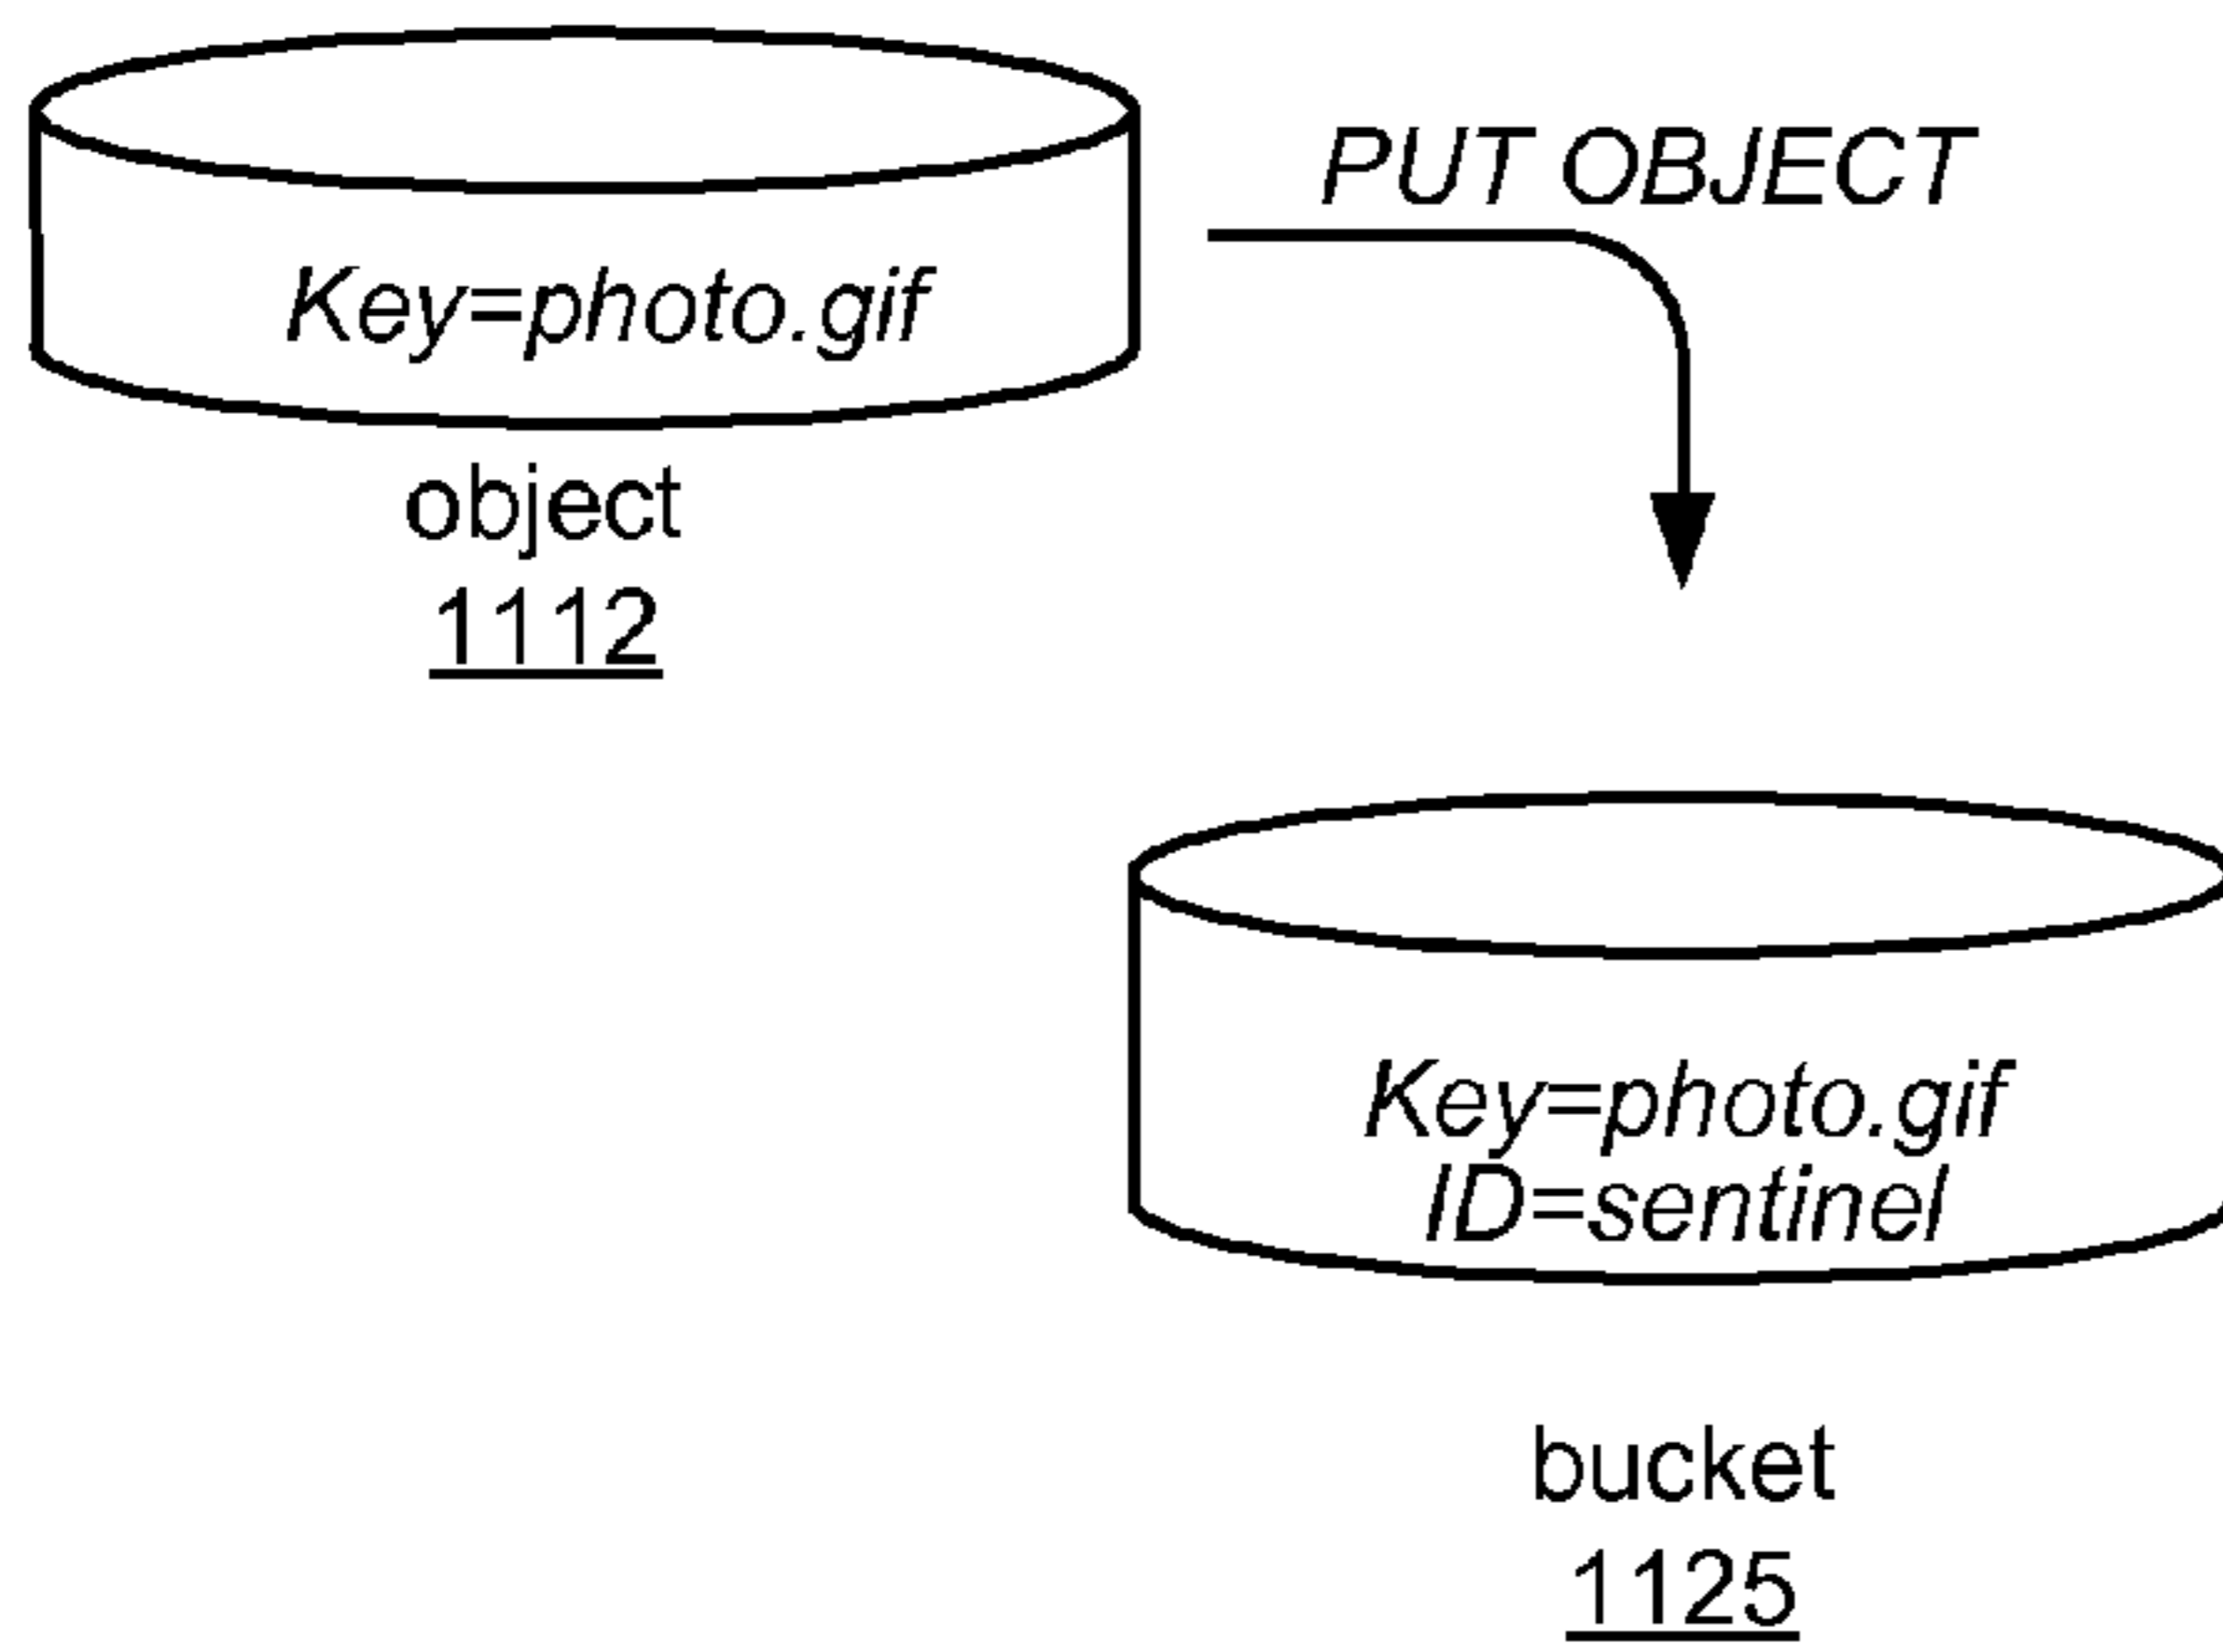 PUT OBJECT
Key=photo.gif
object
1112
Key=photo.gif
ID=sentinel
bucket
1125